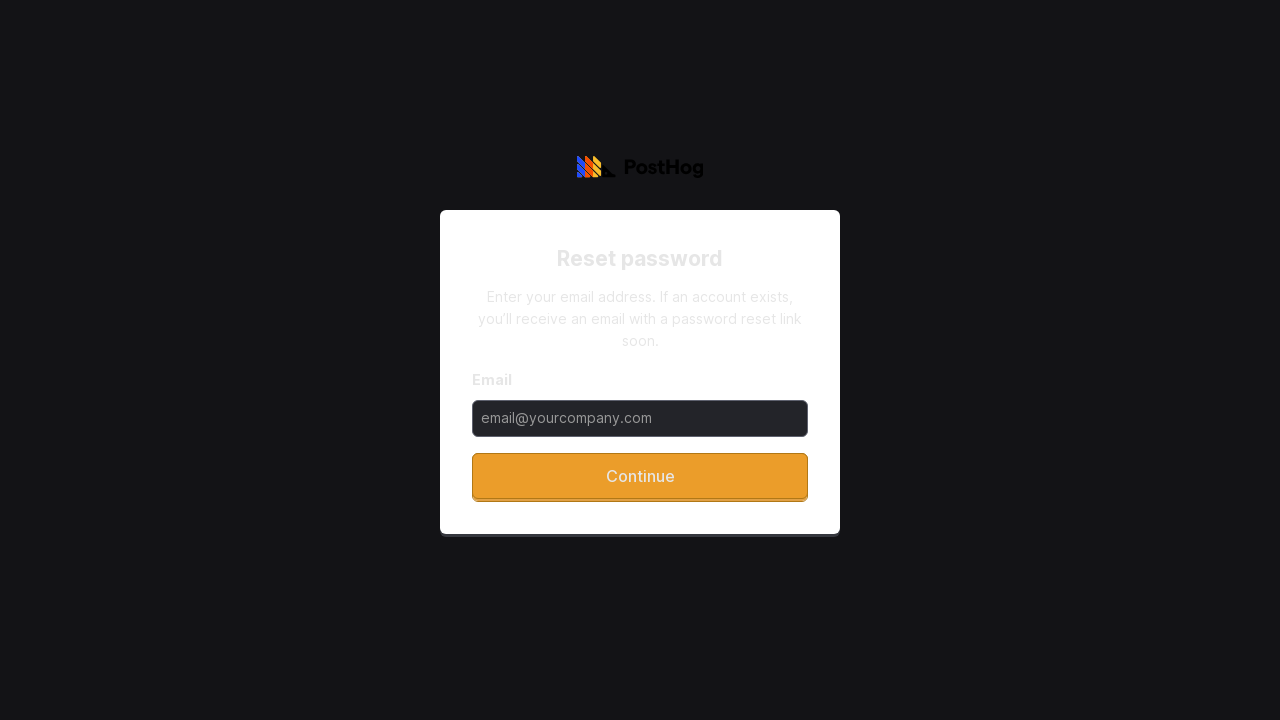 PostHog
Reset password
Enter your email address. If an account exists,
you’ll receive an email with a password reset link
soon.
Email
email@yourcompany.com
Continue